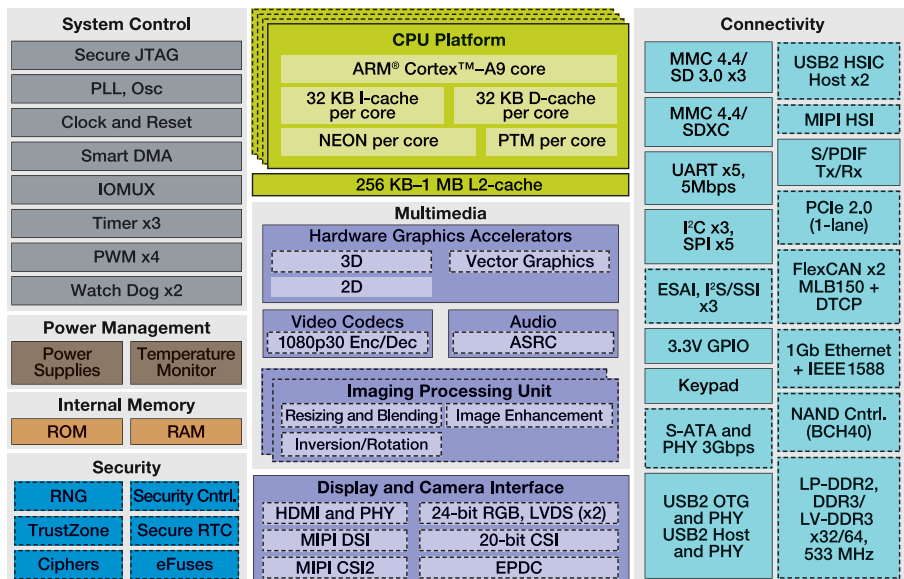 System Control
Secure JTAG
PLL, Osc
Clock and Reset
Smart DMA
IOMUX
Timer x3
PWM x4
Watch Dog x2
Power Management
Power
Supplies
Temperature
Monitor
Internal Memory
ROM
RAM
Security
RNG
Security Cntrl.
TrustZone
Secure RTC
Ciphers
eFuses
CPU Platform
ARM® Cortex™–A9 core
32 KB I-cache
per core
32 KB D-cache
per core
NEON per core
PTM per core
256 KB–1 MB L2-cache
Multimedia
Hardware Graphics Accelerators
3D
Vector Graphics
2D
Video Codecs
1080p30 Enc/Dec
Audio
ASRC
Imaging Processing Unit
Resizing and Blending
Image Enhancement
Inversion/Rotation
Display and Camera Interface
HDMI and PHY
24-bit RGB, LVDS (x2)
MIPI DSI
20-bit CSI
MIPI CSI2
EPDC
Connectivity
MMC 4.4/
SD 3.0 x3
MMC 4.4/
SDXC
UART x5,
5Mbps
I²C x3,
SPI x5
ESAI, I²S/SSI
x3
3.3V GPIO
Keypad
S-ATA and
PHY 3Gbps
USB2 OTG
and PHY
USB2 Host
and PHY
USB2 HSIC
Host x2
MIPI HSI
S/PDIF
Tx/Rx
PCIe 2.0
(1-lane)
FlexCAN x2
MLB150 +
DTCP
1Gb Ethernet
+ IEEE1588
NAND Cntrl.
(BCH40)
LP-DDR2,
DDR3/
LV-DDR3
x32/64,
533 MHz